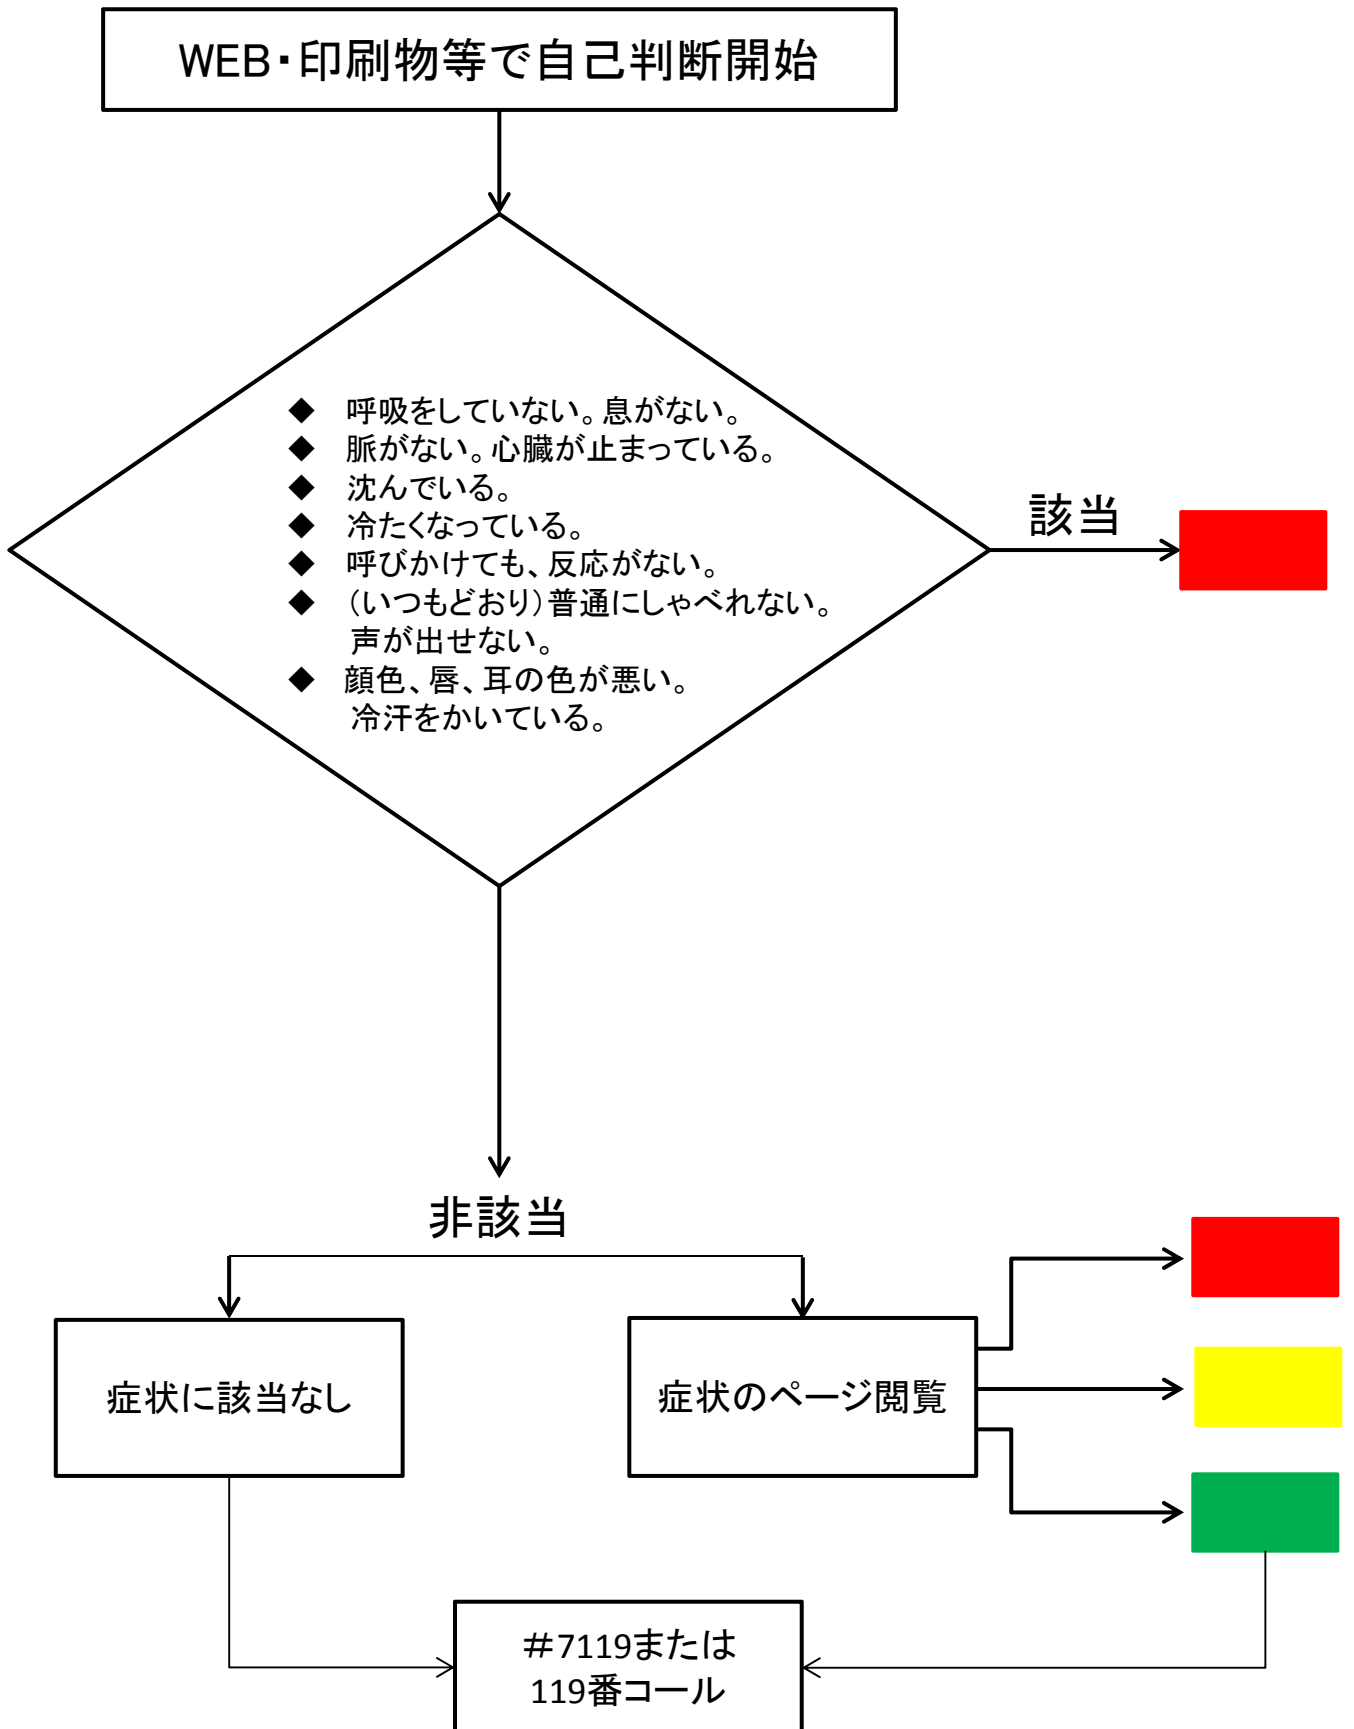 WEB・印刷物等で自己判断開始
◆ 呼吸をしていない。息がない。
◆ 脈がない。心臓が止まっている。
◆ 沈んでいる。
◆ 冷たくなっている。
◆ 呼びかけても、反応がない。
◆ （いつもどおり）普通にしゃべれない。
声が出せない。
◆ 顔色、唇、耳の色が悪い。
冷汗をかいている。
該当
非該当
症状に該当なし
症状のページ閲覧
＃7119または
119番コール